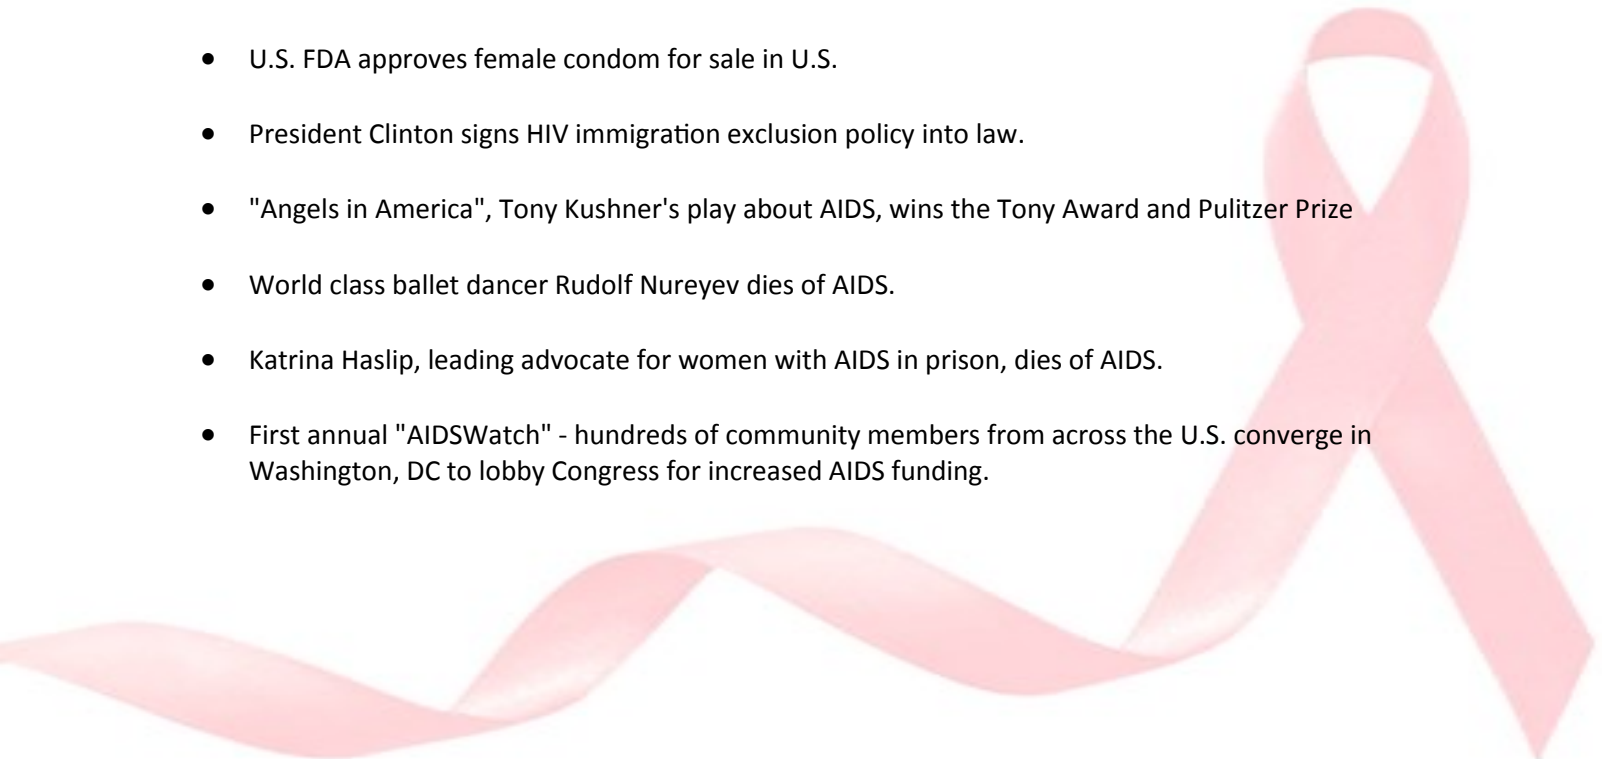 • U.S. FDA approves female condom for sale in U.S.
• President Clinton signs HIV immigration exclusion policy into law.
• "Angels in America", Tony Kushner's play about AIDS, wins the Tony Award and Pulitzer Prize
• World class ballet dancer Rudolf Nureyev dies of AIDS.
• Katrina Haslip, leading advocate for women with AIDS in prison, dies of AIDS.
• First annual "AIDSWatch" - hundreds of community members from across the U.S. converge in
Washington, DC to lobby Congress for increased AIDS funding.